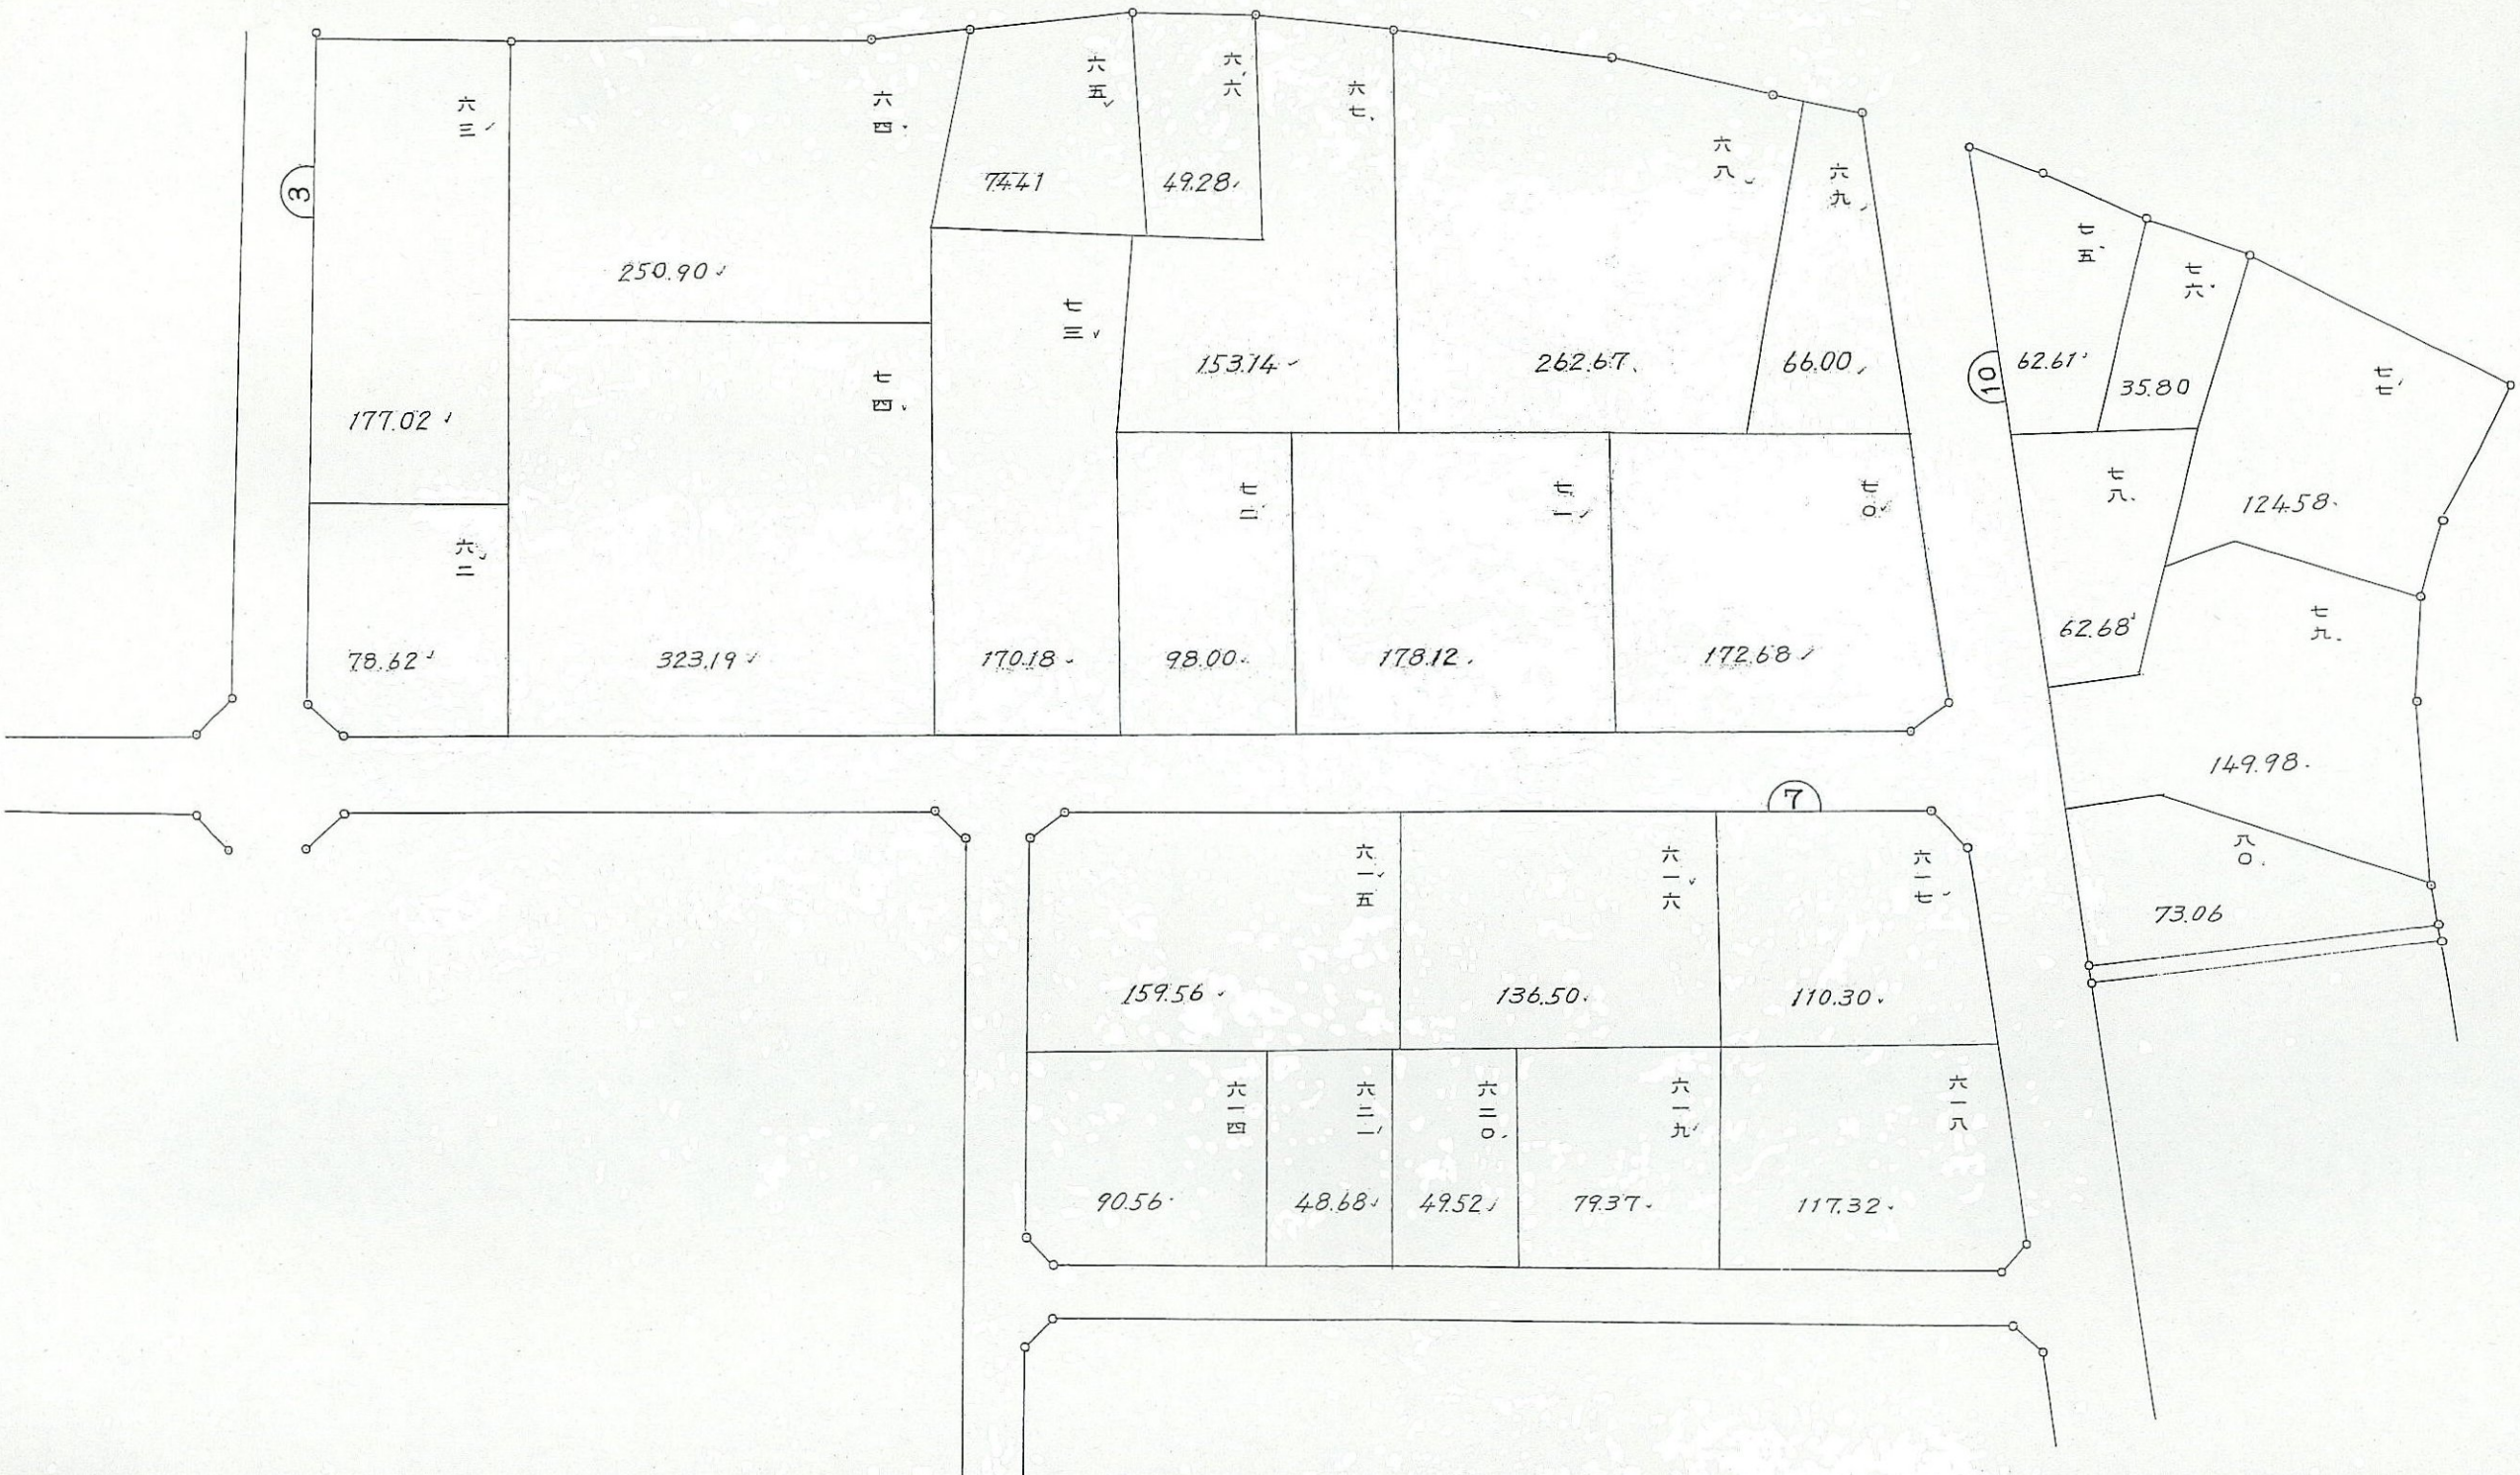 ③
六三
177.02
六二
78.62
六四
250.90
七四
323.19
六五
74.41
六六
49.28
六七
153.14
七三
170.18
六八
262.67
六九
66.00
七二
98.00
七一
178.12
七〇
172.68
⑩
七五
62.61
七六
35.80
七七
124.58
七八
62.68
七九
149.98
八〇
73.06
⑦
六一五
159.56
六一六
136.50
六一七
110.30
六一四
90.56
六二一
48.68
六二〇
49.52
六一九
79.37
六一八
117.32